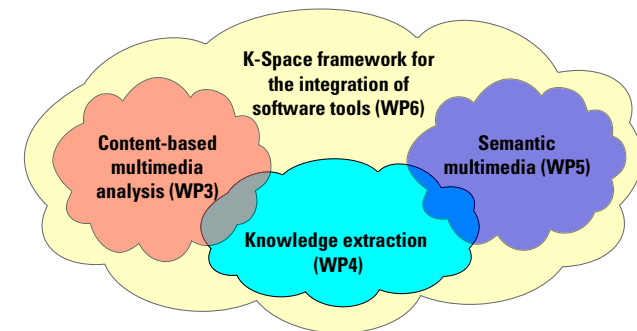 K-Space framework for
the integration of
software tools (WP6)
Content-based
multimedia
analysis (WP3)
Semantic
multimedia (WP5)
Knowledge extraction
(WP4)